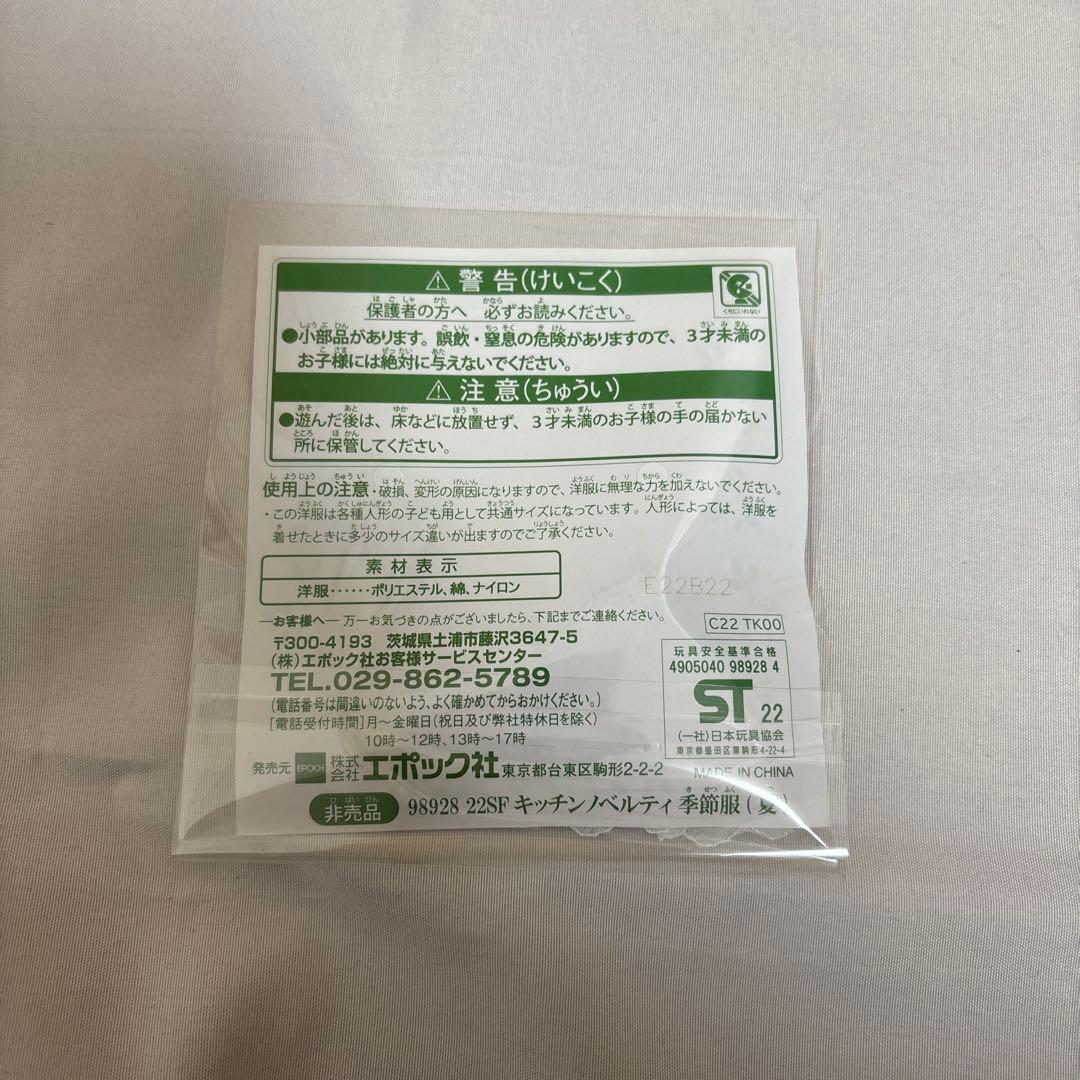 ⚠ 警告(けいこく)
くちにいれない
保護者の方へ 必ずお読みください。
●小部品があります。誤飲・窒息の危険がありますので、3才未満の
お子様には絶対に与えないでください。
⚠ 注意(ちゅうい)
●遊んだ後は、床などに放置せず、3才未満のお子様の手の届かない
所に保管してください。
使用上の注意・破損、変形の原因になりますので、洋服に無理な力を加えないでください。
・この洋服は各種人形の子ども用として共通サイズになっています。人形によっては、洋服を
着せたときに多少のサイズ違いが出ますのでご了承ください。
素材表示
洋服……ポリエステル、綿、ナイロン
E22B22
―お客様へ― 万一お気づきの点がございましたら、下記までご連絡ください。
C22 TK00
〒300-4193 茨城県土浦市藤沢3647-5
(株)エポック社お客様サービスセンター
TEL.029-862-5789
(電話番号は間違いのないよう、よく確かめてからおかけください。)
[電話受付時間]月〜金曜日(祝日及び弊社特休日を除く)
10時〜12時、13時〜17時
玩具安全基準合格
4905040 98928 4
ST 22
(一社)日本玩具協会
東京都墨田区東駒形4-22-4
発売元 EPOCH 株式会社 エポック社 東京都台東区駒形2-2-2
MADE IN CHINA
非売品 98928 22SF キッチンノベルティ 季節服(夏)